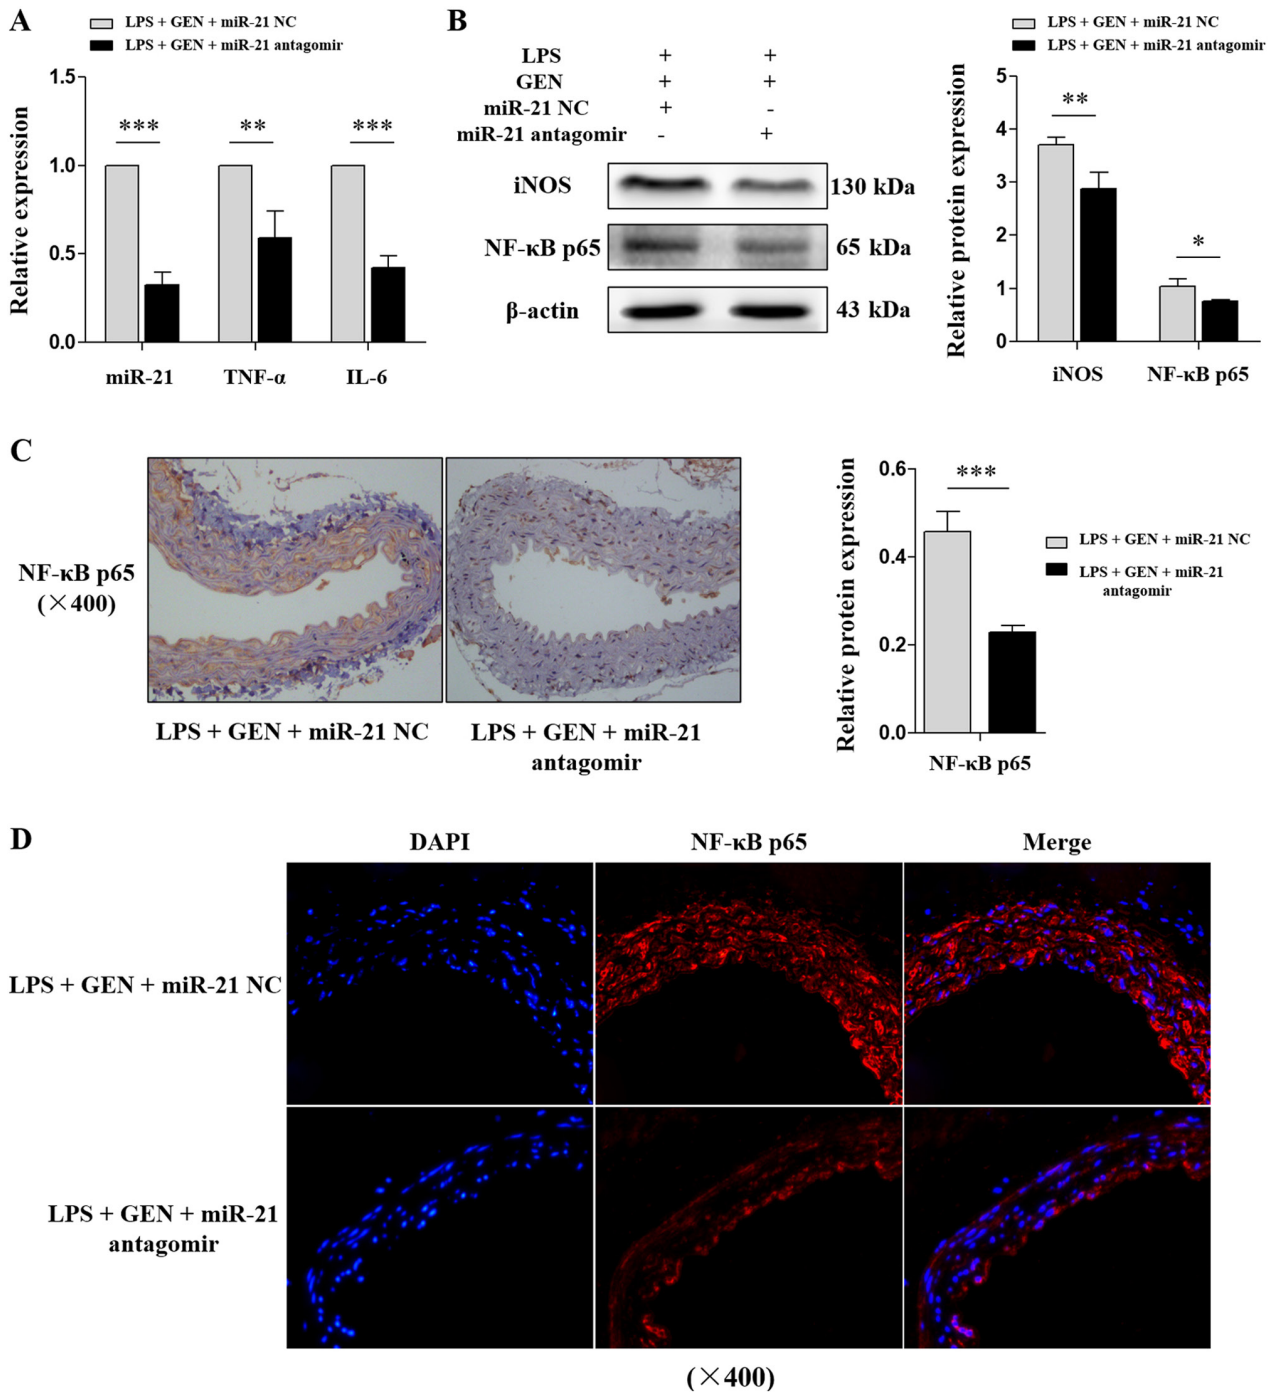 A
LPS + GEN + miR-21 NC
LPS + GEN + miR-21 antagomir
Relative expression
1.5
1.0
0.5
0.0
***
**
***
miR-21
TNF-α
IL-6
B
LPS + +
GEN + +
miR-21 NC + -
miR-21 antagomir - +
iNOS
130 kDa
NF-κB p65
65 kDa
β-actin
43 kDa
LPS + GEN + miR-21 NC
LPS + GEN + miR-21 antagomir
Relative protein expression
5
4
3
2
1
0
**
*
iNOS
NF-κB p65
C
NF-κB p65
(×400)
LPS + GEN + miR-21 NC
LPS + GEN + miR-21
antagomir
Relative protein expression
0.6
0.4
0.2
0.0
***
NF-κB p65
LPS + GEN + miR-21 NC
LPS + GEN + miR-21
antagomir
D
DAPI
NF-κB p65
Merge
LPS + GEN + miR-21 NC
LPS + GEN + miR-21
antagomir
(×400)